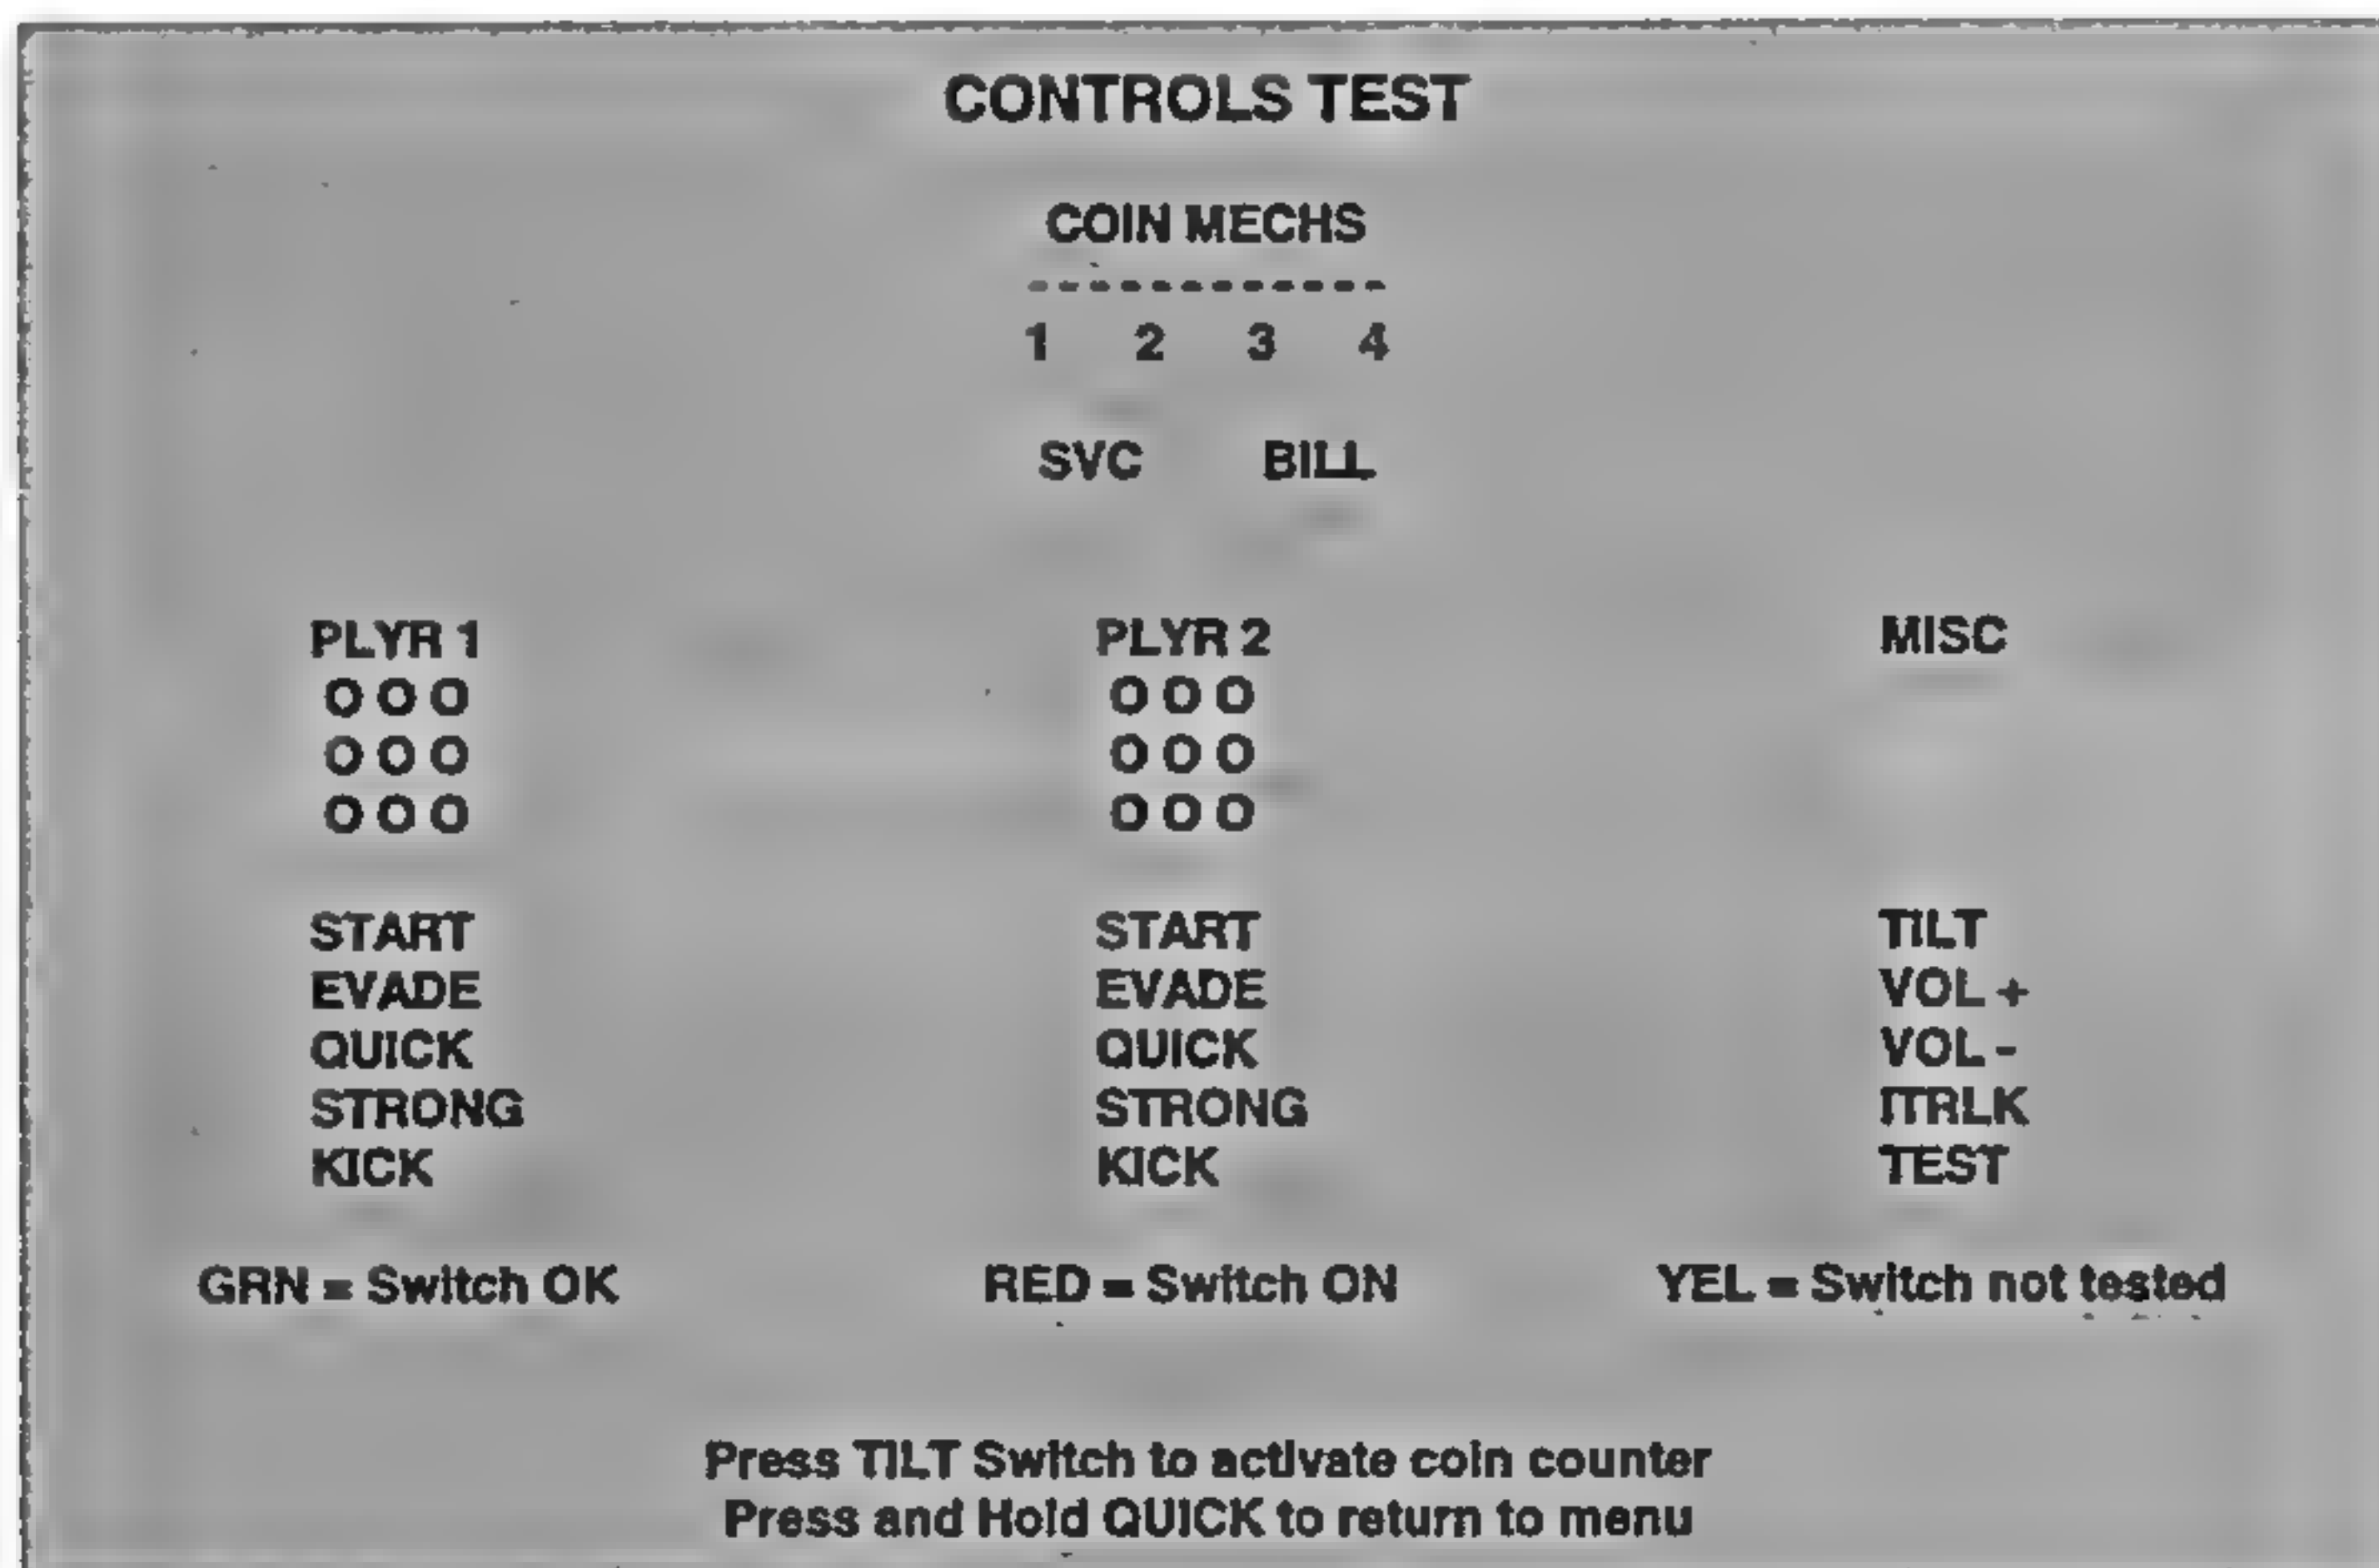 CONTROLS TEST
COIN MECHS
------------
1 2 3 4
SVC BILL
PLYR 1 PLYR 2 MISC
O O O O O O
O O O O O O
O O O O O O
START START TILT
EVADE EVADE VOL +
QUICK QUICK VOL -
STRONG STRONG ITRLK
KICK KICK TEST
GRN = Switch OK RED = Switch ON YEL = Switch not tested
Press TILT Switch to activate coin counter
Press and Hold QUICK to return to menu